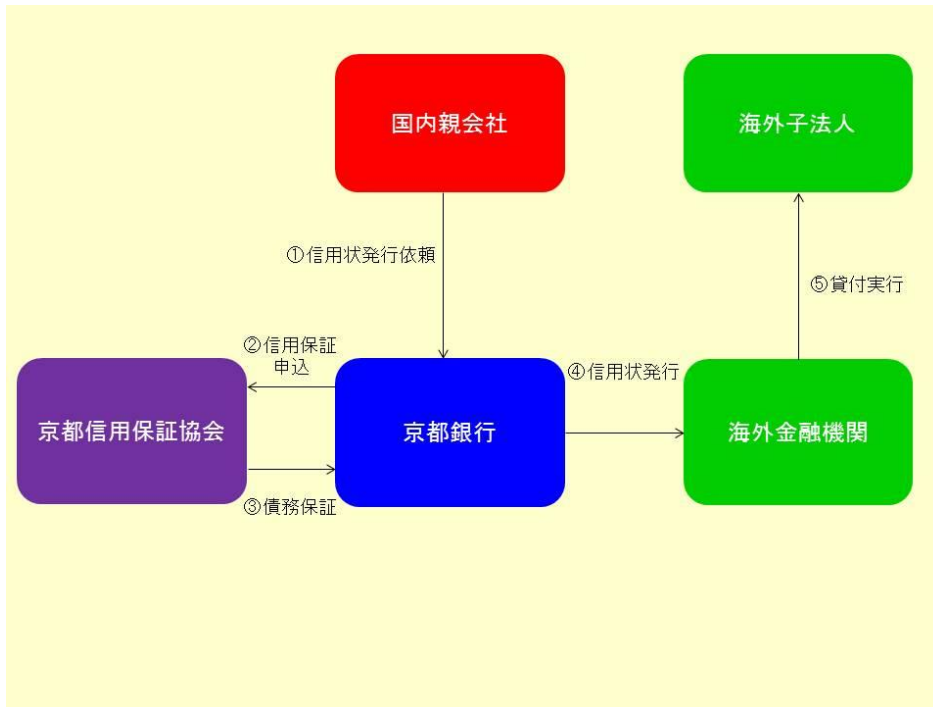 国内親会社
海外子法人
①信用状発行依頼
⑤貸付実行
②信用保証
申込
④信用状発行
京都信用保証協会
京都銀行
海外金融機関
③債務保証